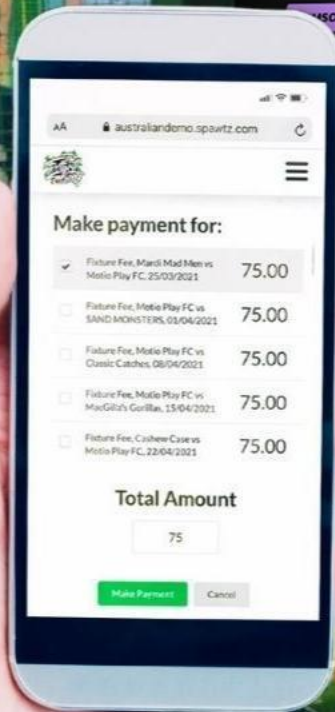 AA australiandemo.spawtz.com
Make payment for:
Fixture Fee, Mardi Mad Men vs
Motio Play FC, 25/03/2021
75.00
Fixture Fee, Motio Play FC vs
SAND MONSTERS, 01/04/2021
75.00
Fixture Fee, Motio Play FC vs
Classic Catches, 08/04/2021
75.00
Fixture Fee, Motio Play FC vs
MacGilla's Gorillas, 15/04/2021
75.00
Fixture Fee, Cashew Case vs
Motio Play FC, 22/04/2021
75.00
Total Amount
75
Make Payment
Cancel